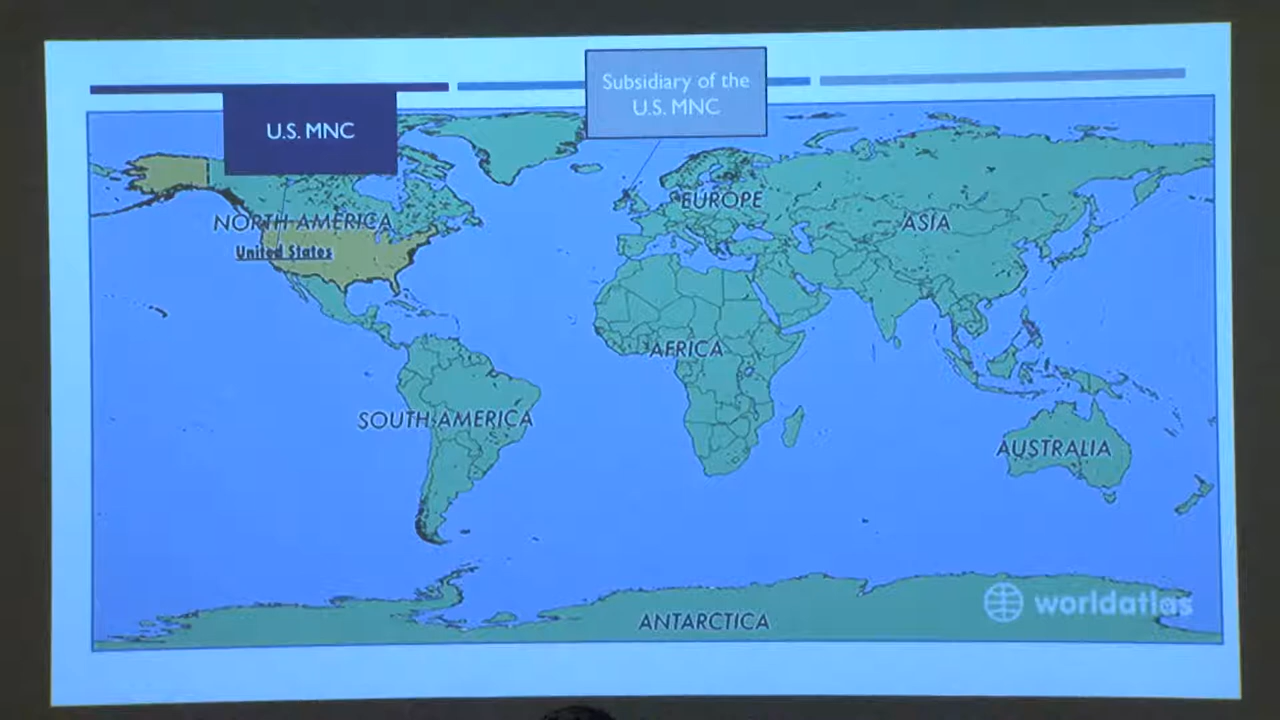 Subsidiary of the
U.S. MNC
U.S. MNC
EUROPE
NORTH AMERICA
ASIA
United States
AFRICA
SOUTH AMERICA
AUSTRALIA
worldatlas
ANTARCTICA